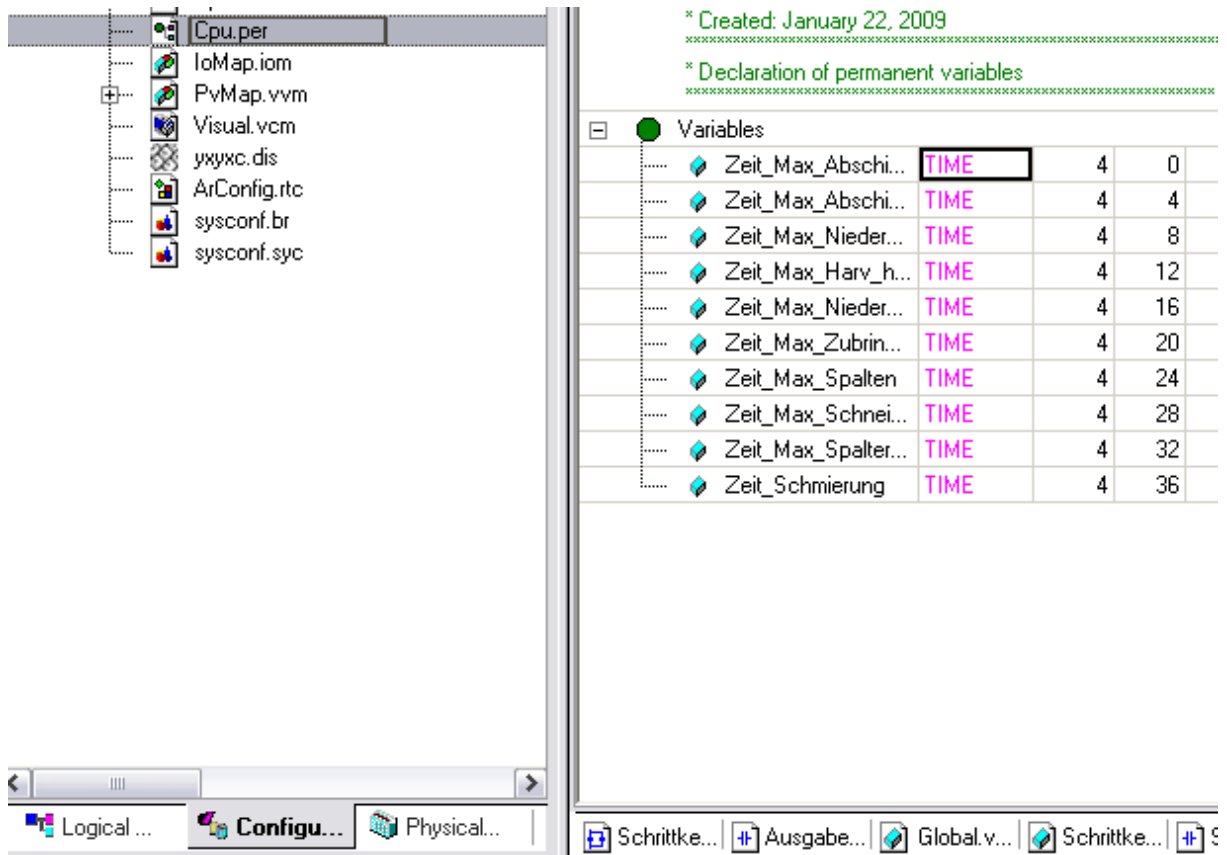 Cpu.per
IoMap.iom
PvMap.vvm
Visual.vcm
yxyxc.dis
ArConfig.rtc
sysconf.br
sysconf.syc
Logical ...
Configu...
Physical...
* Created: January 22, 2009
* Declaration of permanent variables
Variables
Zeit_Max_Abschi... TIME 4 0
Zeit_Max_Abschi... TIME 4 4
Zeit_Max_Nieder... TIME 4 8
Zeit_Max_Harv_h... TIME 4 12
Zeit_Max_Nieder... TIME 4 16
Zeit_Max_Zubrin... TIME 4 20
Zeit_Max_Spalten TIME 4 24
Zeit_Max_Schnei... TIME 4 28
Zeit_Max_Spalter... TIME 4 32
Zeit_Schmierung TIME 4 36
Schrittke... Ausgabe... Global.v... Schrittke... S